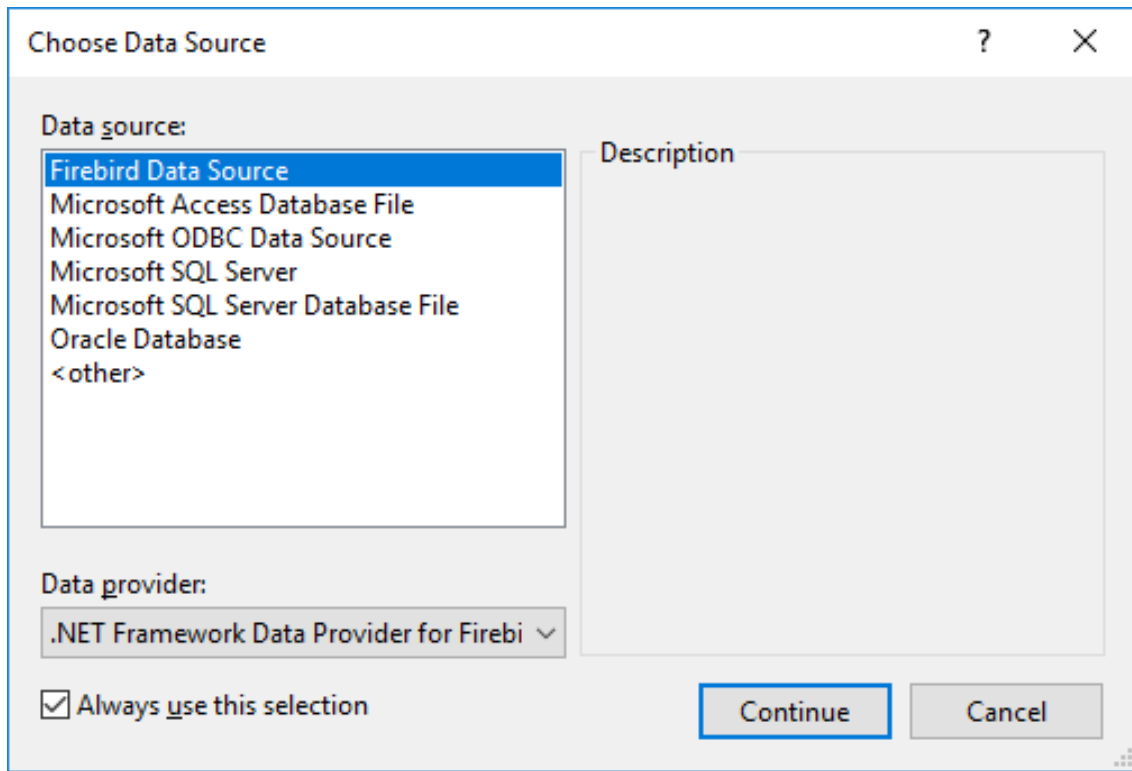 Choose Data Source
?
Data source:
Firebird Data Source
Microsoft Access Database File
Microsoft ODBC Data Source
Microsoft SQL Server
Microsoft SQL Server Database File
Oracle Database
<other>
Description
Data provider:
.NET Framework Data Provider for Firebi
Always use this selection
Continue
Cancel